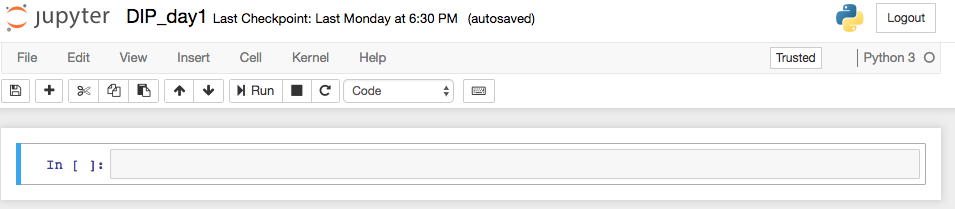 jupyter DIP_day1 Last Checkpoint: Last Monday at 6:30 PM (autosaved) Logout
File Edit View Insert Cell Kernel Help Trusted Python 3
Run Code
In [ ]: